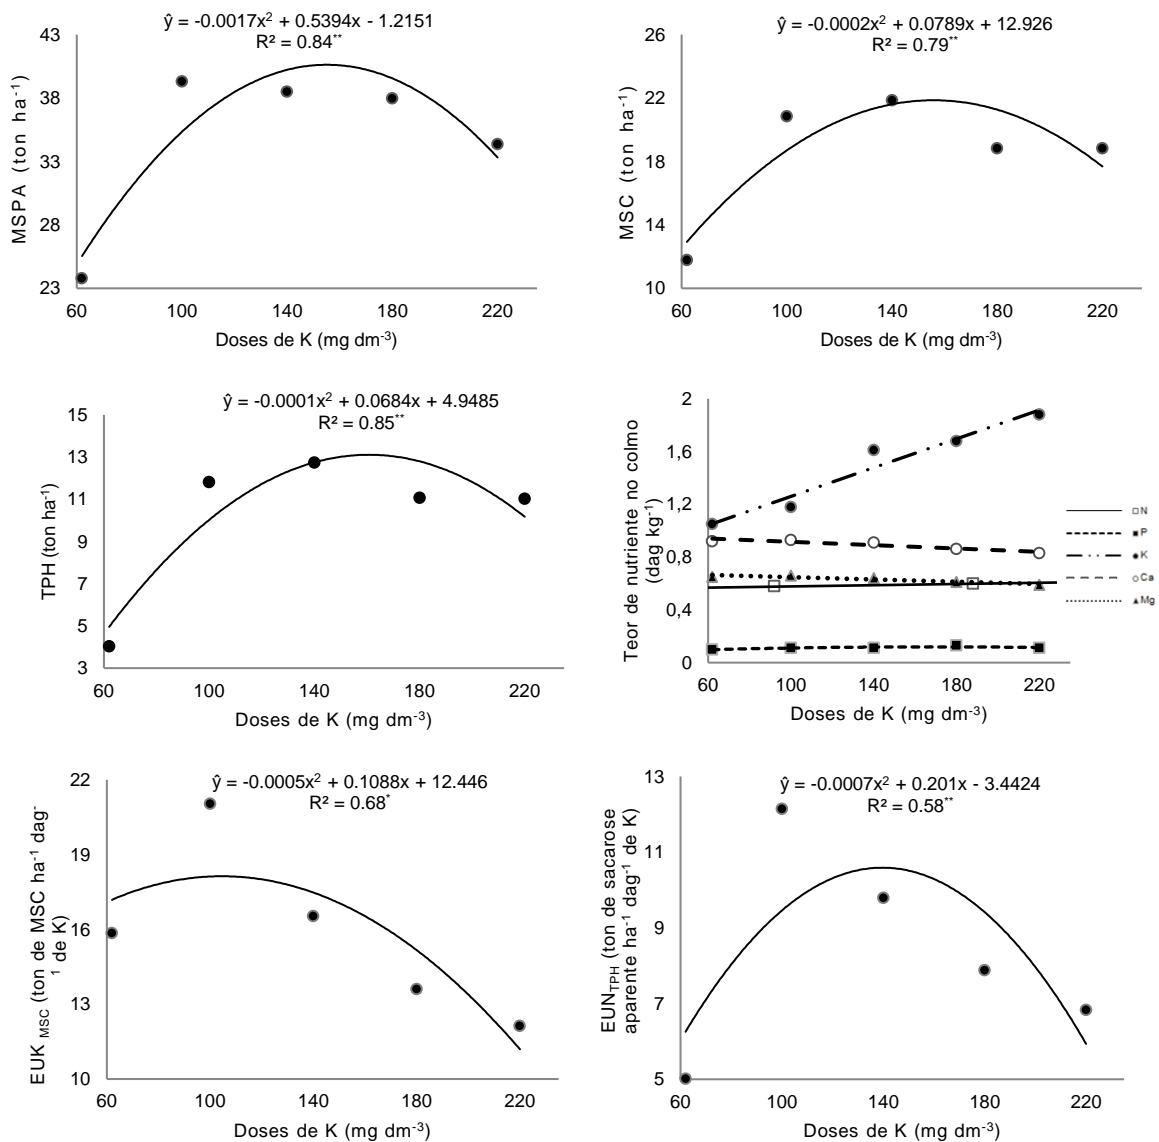 ŷ = -0.0017x² + 0.5394x - 1.2151
R² = 0.84**
MSPA (ton ha⁻¹)
43
38
33
28
23
60 100 140 180 220
Doses de K (mg dm⁻³)
ŷ = -0.0002x² + 0.0789x + 12.926
R² = 0.79**
MSC (ton ha⁻¹)
26
22
18
14
10
60 100 140 180 220
Doses de K (mg dm⁻³)
ŷ = -0.0001x² + 0.0684x + 4.9485
R² = 0.85**
TPH (ton ha⁻¹)
15
13
11
9
7
5
3
60 100 140 180 220
Doses de K (mg dm⁻³)
Teor de nutriente no colmo
(dag kg⁻¹)
2
1,6
1,2
0,8
0,4
0
60 100 140 180 220
Doses de K (mg dm⁻³)
N
P
K
Ca
Mg
ŷ = -0.0005x² + 0.1088x + 12.446
R² = 0.68*
EUK MSC (ton de MSC ha⁻¹ dag⁻
¹ de K)
22
19
16
13
10
60 100 140 180 220
Doses de K (mg dm⁻³)
ŷ = -0.0007x² + 0.201x - 3.4424
R² = 0.58**
EUN TPH (ton de sacarose
aparente ha⁻¹ dag⁻¹ de K)
13
11
9
7
5
60 100 140 180 220
Doses de K (mg dm⁻³)